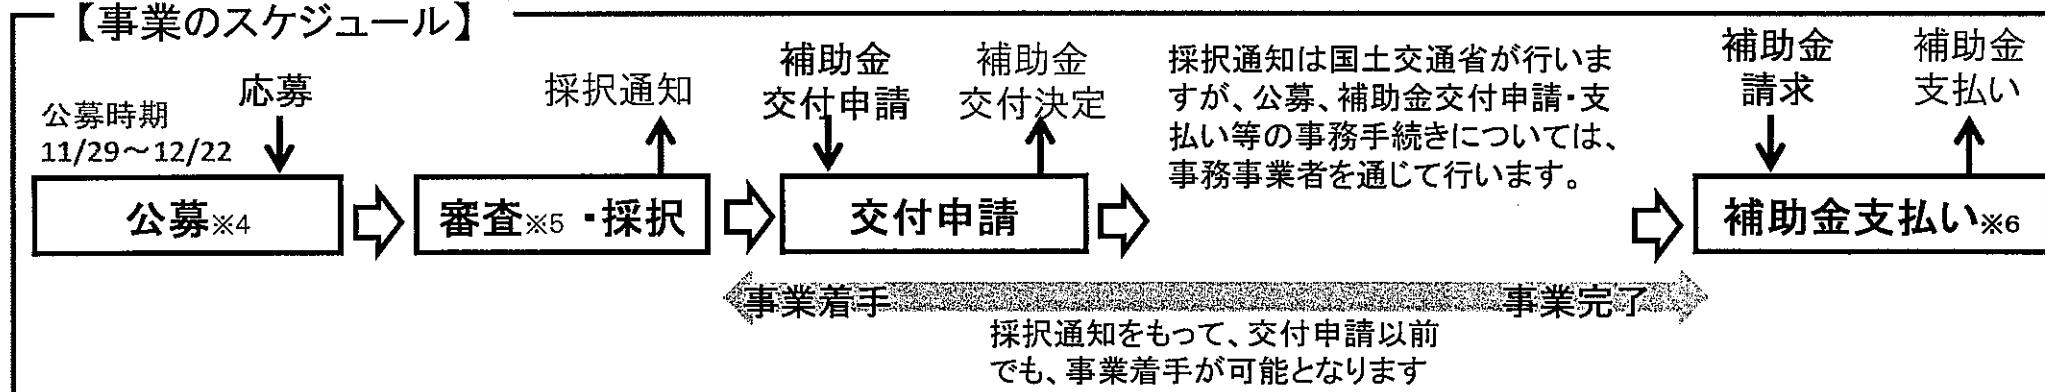 【事業のスケジュール】
公募時期
11/29～12/22
応募
採択通知
補助金
交付申請
補助金
交付決定
採択通知は国土交通省が行いま
すが、公募、補助金交付申請・支
払い等の事務手続きについては、
事務事業者を通じて行います。
補助金
請求
補助金
支払い
公募※4
審査※5・採択
交付申請
補助金支払い※6
事業着手
事業完了
採択通知をもって、交付申請以前
でも、事業着手が可能となります